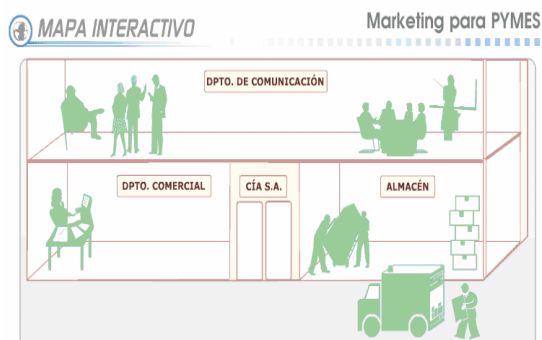 MAPA INTERACTIVO
Marketing para PYMES
DPTO. DE COMUNICACIÓN
DPTO. COMERCIAL
CÍA S.A.
ALMACÉN